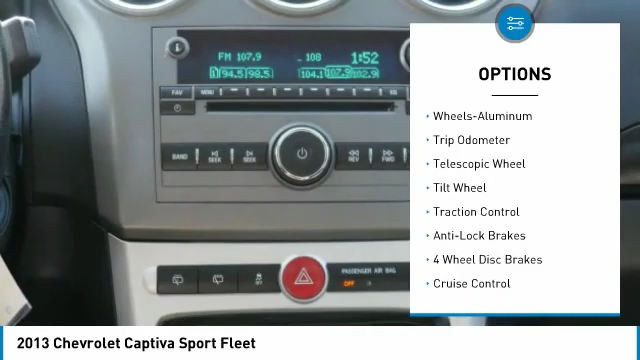 FM 107.9
108
1:52
1 94.5 98.5
104.1 107.9 102.9
FAV
MENU
BAND
SEEK
SEEK
REV
FWD
PASSENGER AIR BAG
OFF
OPTIONS
Wheels-Aluminum
Trip Odometer
Telescopic Wheel
Tilt Wheel
Traction Control
Anti-Lock Brakes
4 Wheel Disc Brakes
Cruise Control
2013 Chevrolet Captiva Sport Fleet